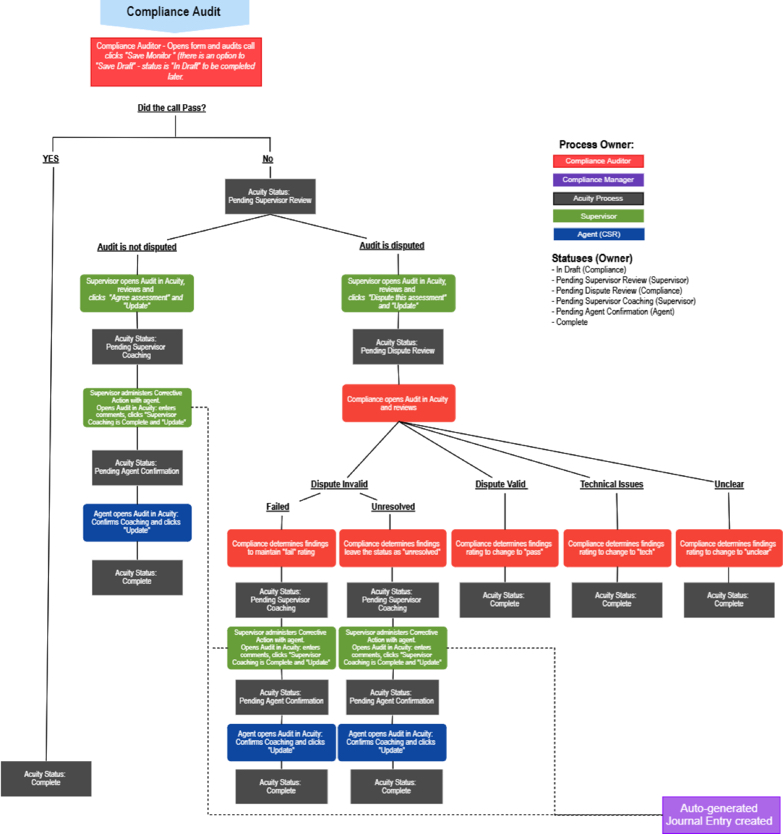 Compliance Audit
Compliance Auditor - Opens form and audits call
clicks "Save Monitor " (there is an option to
"Save Draft" - status is "In Draft" to be completed
later.
Did the call Pass?
YES
No
Process Owner:
Compliance Auditor
Compliance Manager
Acuity Process
Supervisor
Agent (CSR)
Statuses (Owner)
- In Draft (Compliance)
- Pending Supervisor Review (Supervisor)
- Pending Dispute Review (Compliance)
- Pending Supervisor Coaching (Supervisor)
- Pending Agent Confirmation (Agent)
- Complete
Acuity Status:
Pending Supervisor Review
Audit is not disputed
Audit is disputed
Supervisor opens Audit in Acuity,
reviews and
clicks "Agree assessment" and
"Update"
Supervisor opens Audit in Acuity,
reviews and
clicks "Dispute this assessment"
and "Update"
Acuity Status:
Pending Supervisor
Coaching
Acuity Status:
Pending Dispute Review
Supervisor administers Corrective
Action with agent.
Opens Audit in Acuity: enters
comments, clicks "Supervisor
Coaching is Complete and "Update"
Compliance opens Audit in Acuity
and reviews
Acuity Status:
Pending Agent Confirmation
Agent opens Audit in Acuity:
Confirms Coaching and clicks
"Update"
Acuity Status:
Complete
Dispute Invalid
Dispute Valid
Technical Issues
Unclear
Failed
Unresolved
Compliance determines findings
to maintain "fail" rating
Compliance determines findings
leave the status as "unresolved"
Compliance determines findings
rating to change to "pass"
Compliance determines findings
rating to change to "tech"
Compliance determines findings
rating to change to "unclear"
Acuity Status:
Pending Supervisor
Coaching
Acuity Status:
Pending Supervisor
Coaching
Acuity Status:
Complete
Acuity Status:
Complete
Acuity Status:
Complete
Supervisor administers Corrective
Action with agent.
Opens Audit in Acuity: enters
comments, clicks "Supervisor
Coaching is Complete and "Update"
Supervisor administers Corrective
Action with agent.
Opens Audit in Acuity: enters
comments, clicks "Supervisor
Coaching is Complete and "Update"
Acuity Status:
Pending Agent Confirmation
Acuity Status:
Pending Agent Confirmation
Agent opens Audit in Acuity:
Confirms Coaching and clicks
"Update"
Agent opens Audit in Acuity:
Confirms Coaching and clicks
"Update"
Acuity Status:
Complete
Acuity Status:
Complete
Acuity Status:
Complete
Auto-generated
Journal Entry created